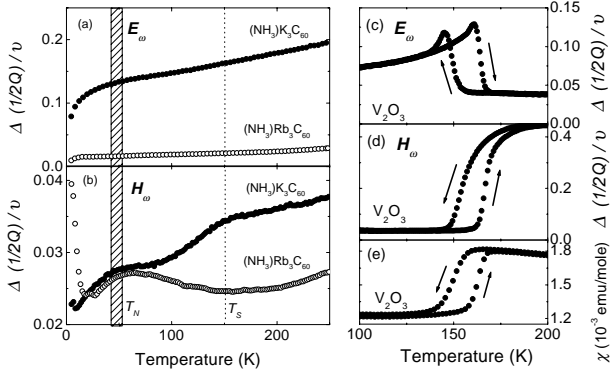 (a)
E_ω
(NH₃)K₃C₆₀
(NH₃)Rb₃C₆₀
0.2
0.1
0.0
Δ (1/2Q) / υ
(b)
H_ω
(NH₃)K₃C₆₀
(NH₃)Rb₃C₆₀
T_N
T_S
0.04
0.03
0.02
Δ (1/2Q) / υ
0
100
200
Temperature (K)
(c)
E_ω
V₂O₃
0.15
0.10
0.05
0.00
Δ (1/2Q) / υ
(d)
H_ω
V₂O₃
0.4
0.2
0.0
Δ (1/2Q) / υ
(e)
V₂O₃
1.8
1.5
1.2
χ (10⁻³ emu/mole)
100
150
200
Temperature (K)